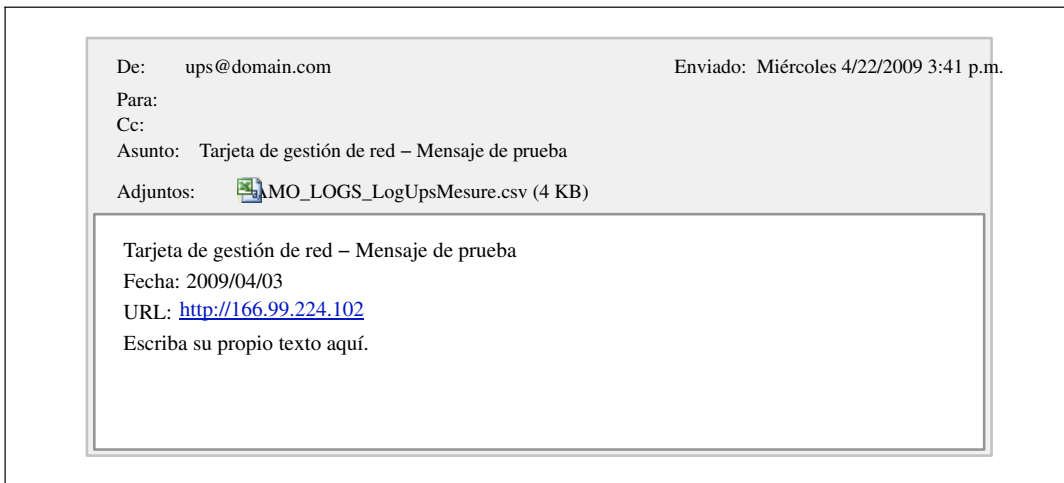 De: ups@domain.com Enviado: Miércoles 4/22/2009 3:41 p.m.
Para:
Cc:
Asunto: Tarjeta de gestión de red – Mensaje de prueba
Adjuntos: AMO_LOGS_LogUpsMesure.csv (4 KB)
Tarjeta de gestión de red – Mensaje de prueba
Fecha: 2009/04/03
URL: http://166.99.224.102
Escriba su propio texto aquí.